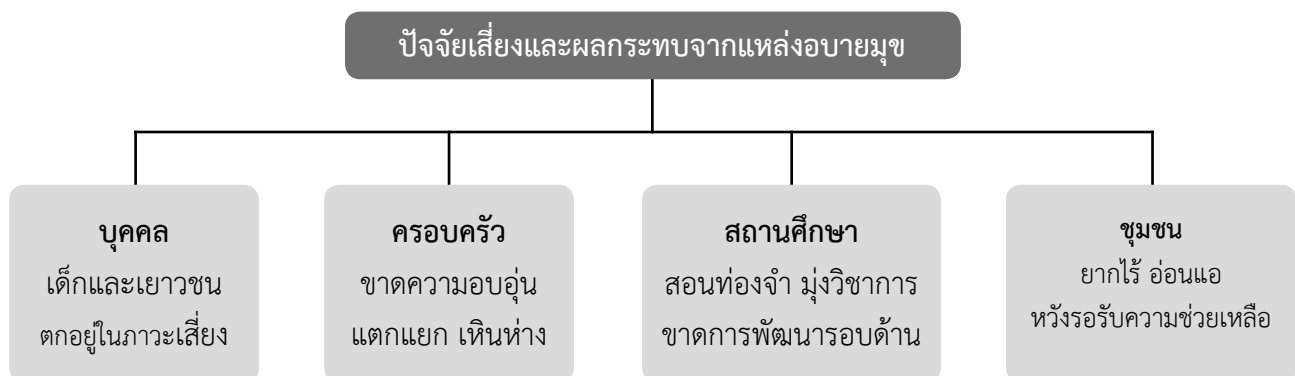 ปัจจัยเสี่ยงและผลกระทบจากแหล่งอบายมุข
บุคคล
เด็กและเยาวชน
ตกอยู่ในภาวะเสี่ยง
ครอบครัว
ขาดความอบอุ่น
แตกแยก เหินห่าง
สถานศึกษา
สอนท่องจำ มุ่งวิชาการ
ขาดการพัฒนารอบด้าน
ชุมชน
ยากไร้ อ่อนแอ
หวังรอรับความช่วยเหลือ